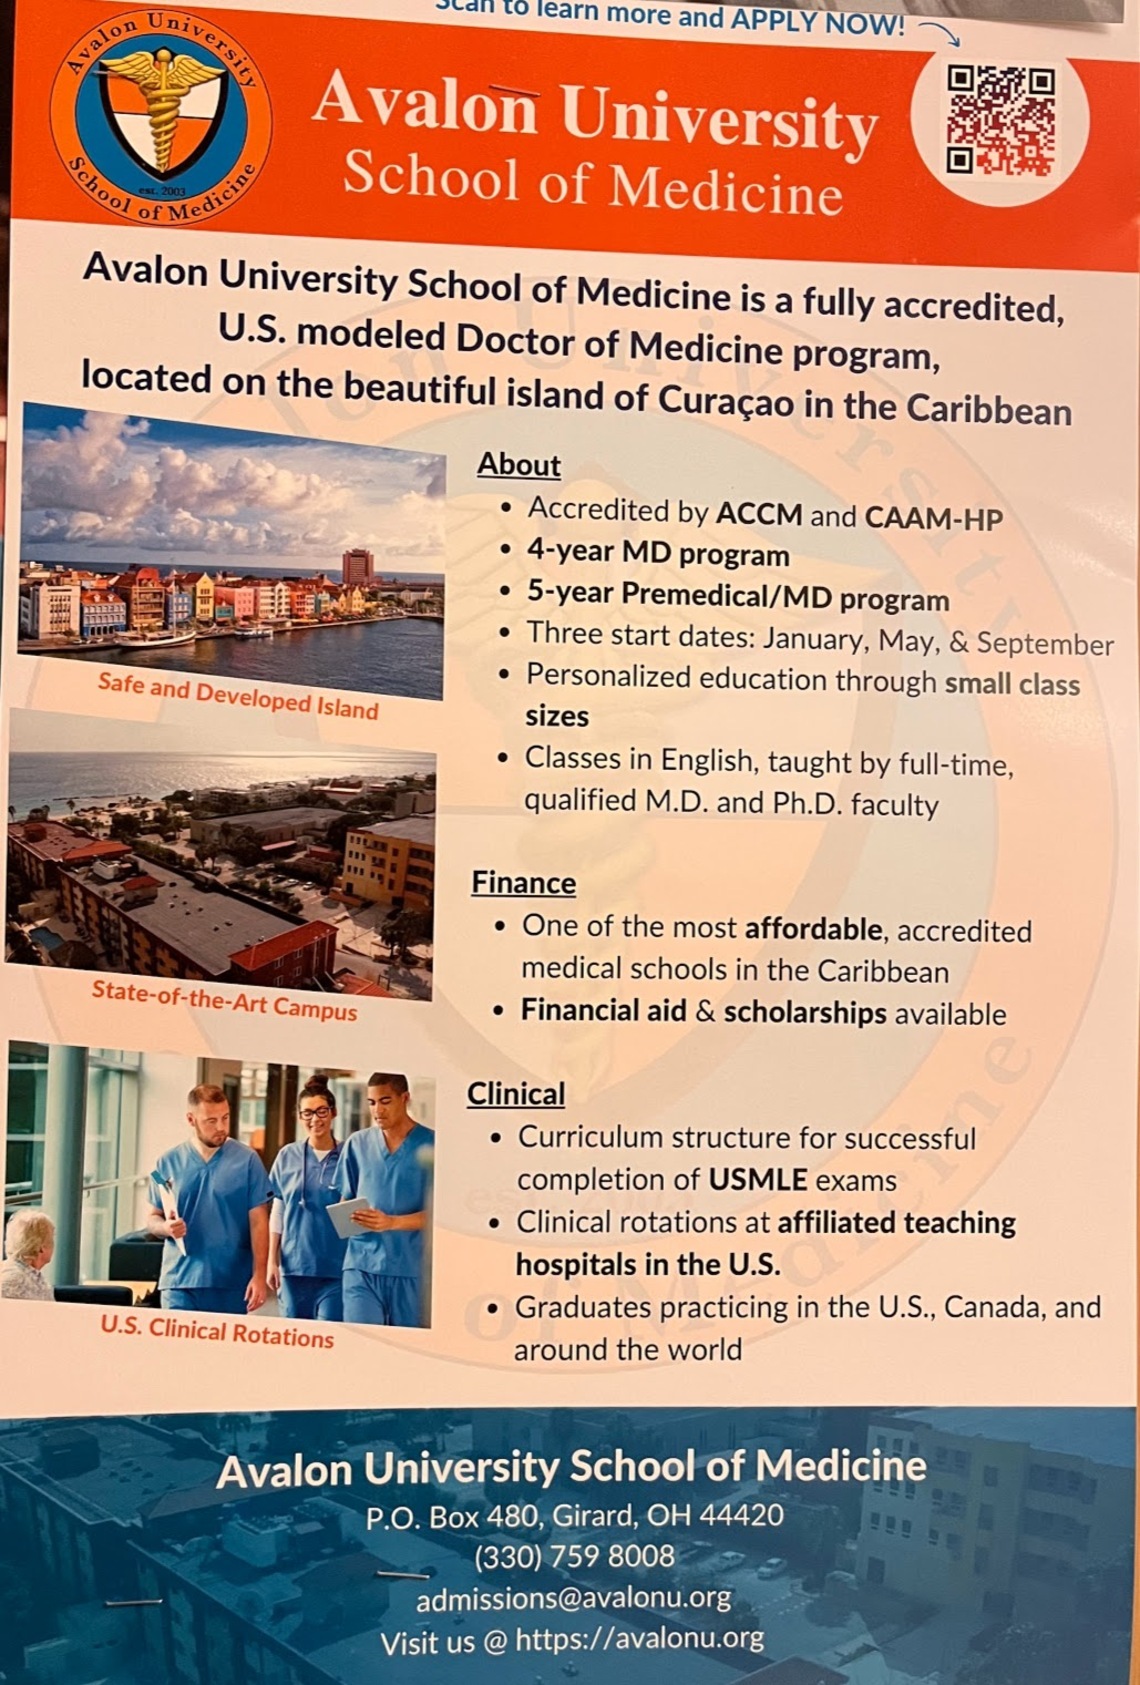 Scan to learn more and APPLY NOW!
Avalon University
School of Medicine
est. 2003
Avalon University
School of Medicine
Avalon University School of Medicine is a fully accredited,
U.S. modeled Doctor of Medicine program,
located on the beautiful island of Curaçao in the Caribbean
Safe and Developed Island
State-of-the-Art Campus
U.S. Clinical Rotations
About
• Accredited by ACCM and CAAM-HP
• 4-year MD program
• 5-year Premedical/MD program
• Three start dates: January, May, & September
• Personalized education through small class
sizes
• Classes in English, taught by full-time,
qualified M.D. and Ph.D. faculty
Finance
• One of the most affordable, accredited
medical schools in the Caribbean
• Financial aid & scholarships available
Clinical
• Curriculum structure for successful
completion of USMLE exams
• Clinical rotations at affiliated teaching
hospitals in the U.S.
• Graduates practicing in the U.S., Canada, and
around the world
Avalon University School of Medicine
P.O. Box 480, Girard, OH 44420
(330) 759 8008
admissions@avalonu.org
Visit us @ https://avalonu.org